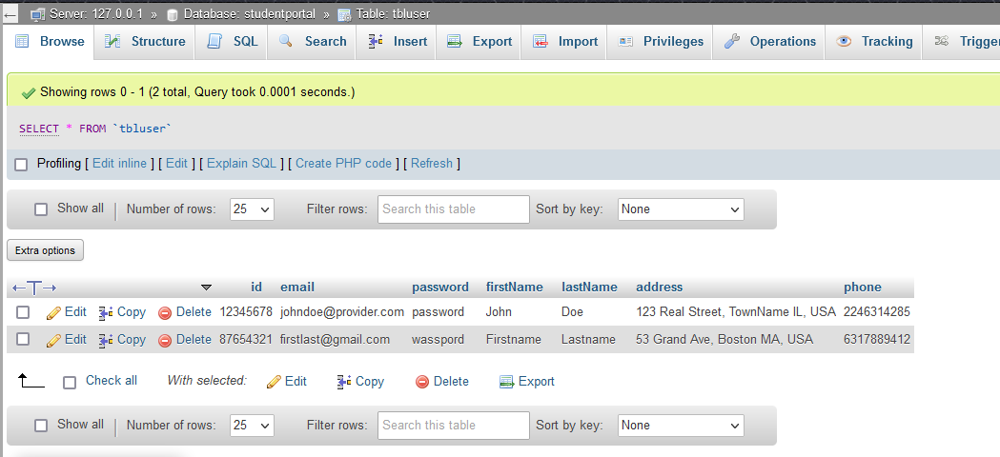 Server: 127.0.0.1 » Database: studentportal » Table: tbluser
Browse Structure SQL Search Insert Export Import Privileges Operations Tracking Trigger
Showing rows 0 - 1 (2 total, Query took 0.0001 seconds.)
SELECT * FROM `tbluser`
Profiling [ Edit inline ] [ Edit ] [ Explain SQL ] [ Create PHP code ] [ Refresh ]
Show all Number of rows: 25 Filter rows: Search this table Sort by key: None
Extra options
←T→ id email password firstName lastName address phone
Edit Copy Delete 12345678 johndoe@provider.com password John Doe 123 Real Street, TownName IL, USA 2246314285
Edit Copy Delete 87654321 firstlast@gmail.com wasspord Firstname Lastname 53 Grand Ave, Boston MA, USA 6317889412
Check all With selected: Edit Copy Delete Export
Show all Number of rows: 25 Filter rows: Search this table Sort by key: None